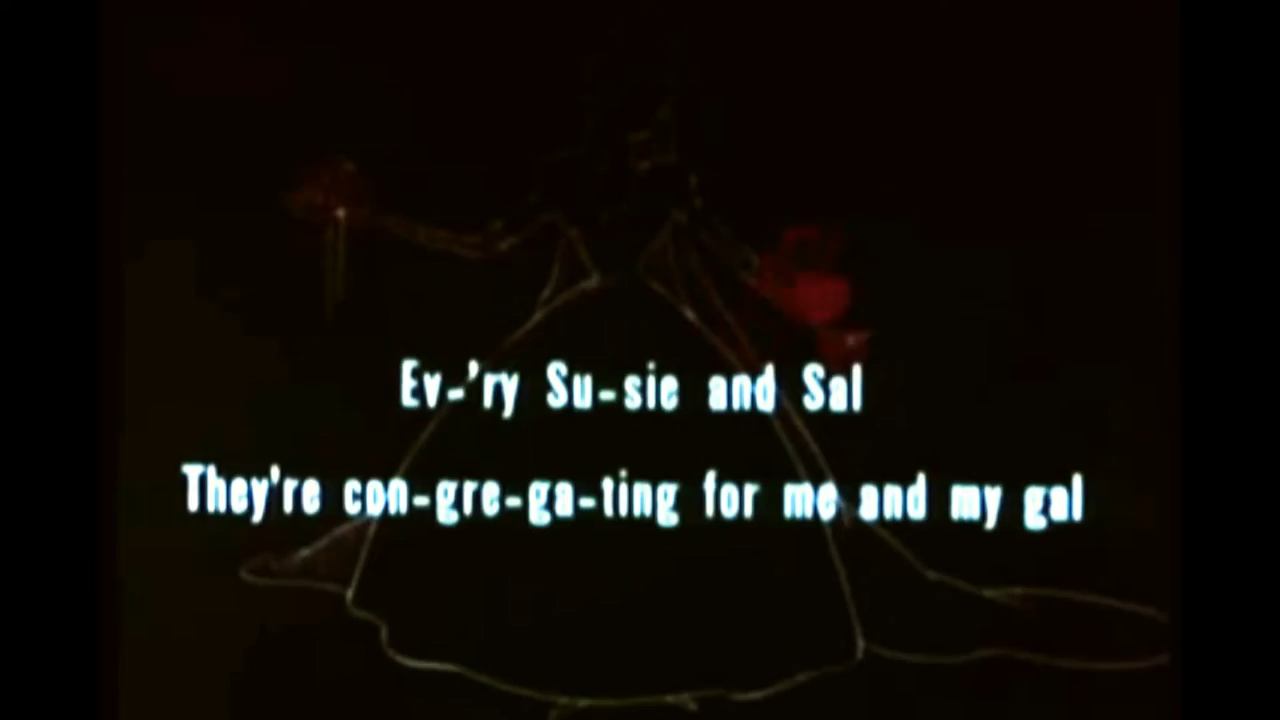 Ev-'ry Su-sie and Sal
They're con-gre-ga-ting for me and my gal